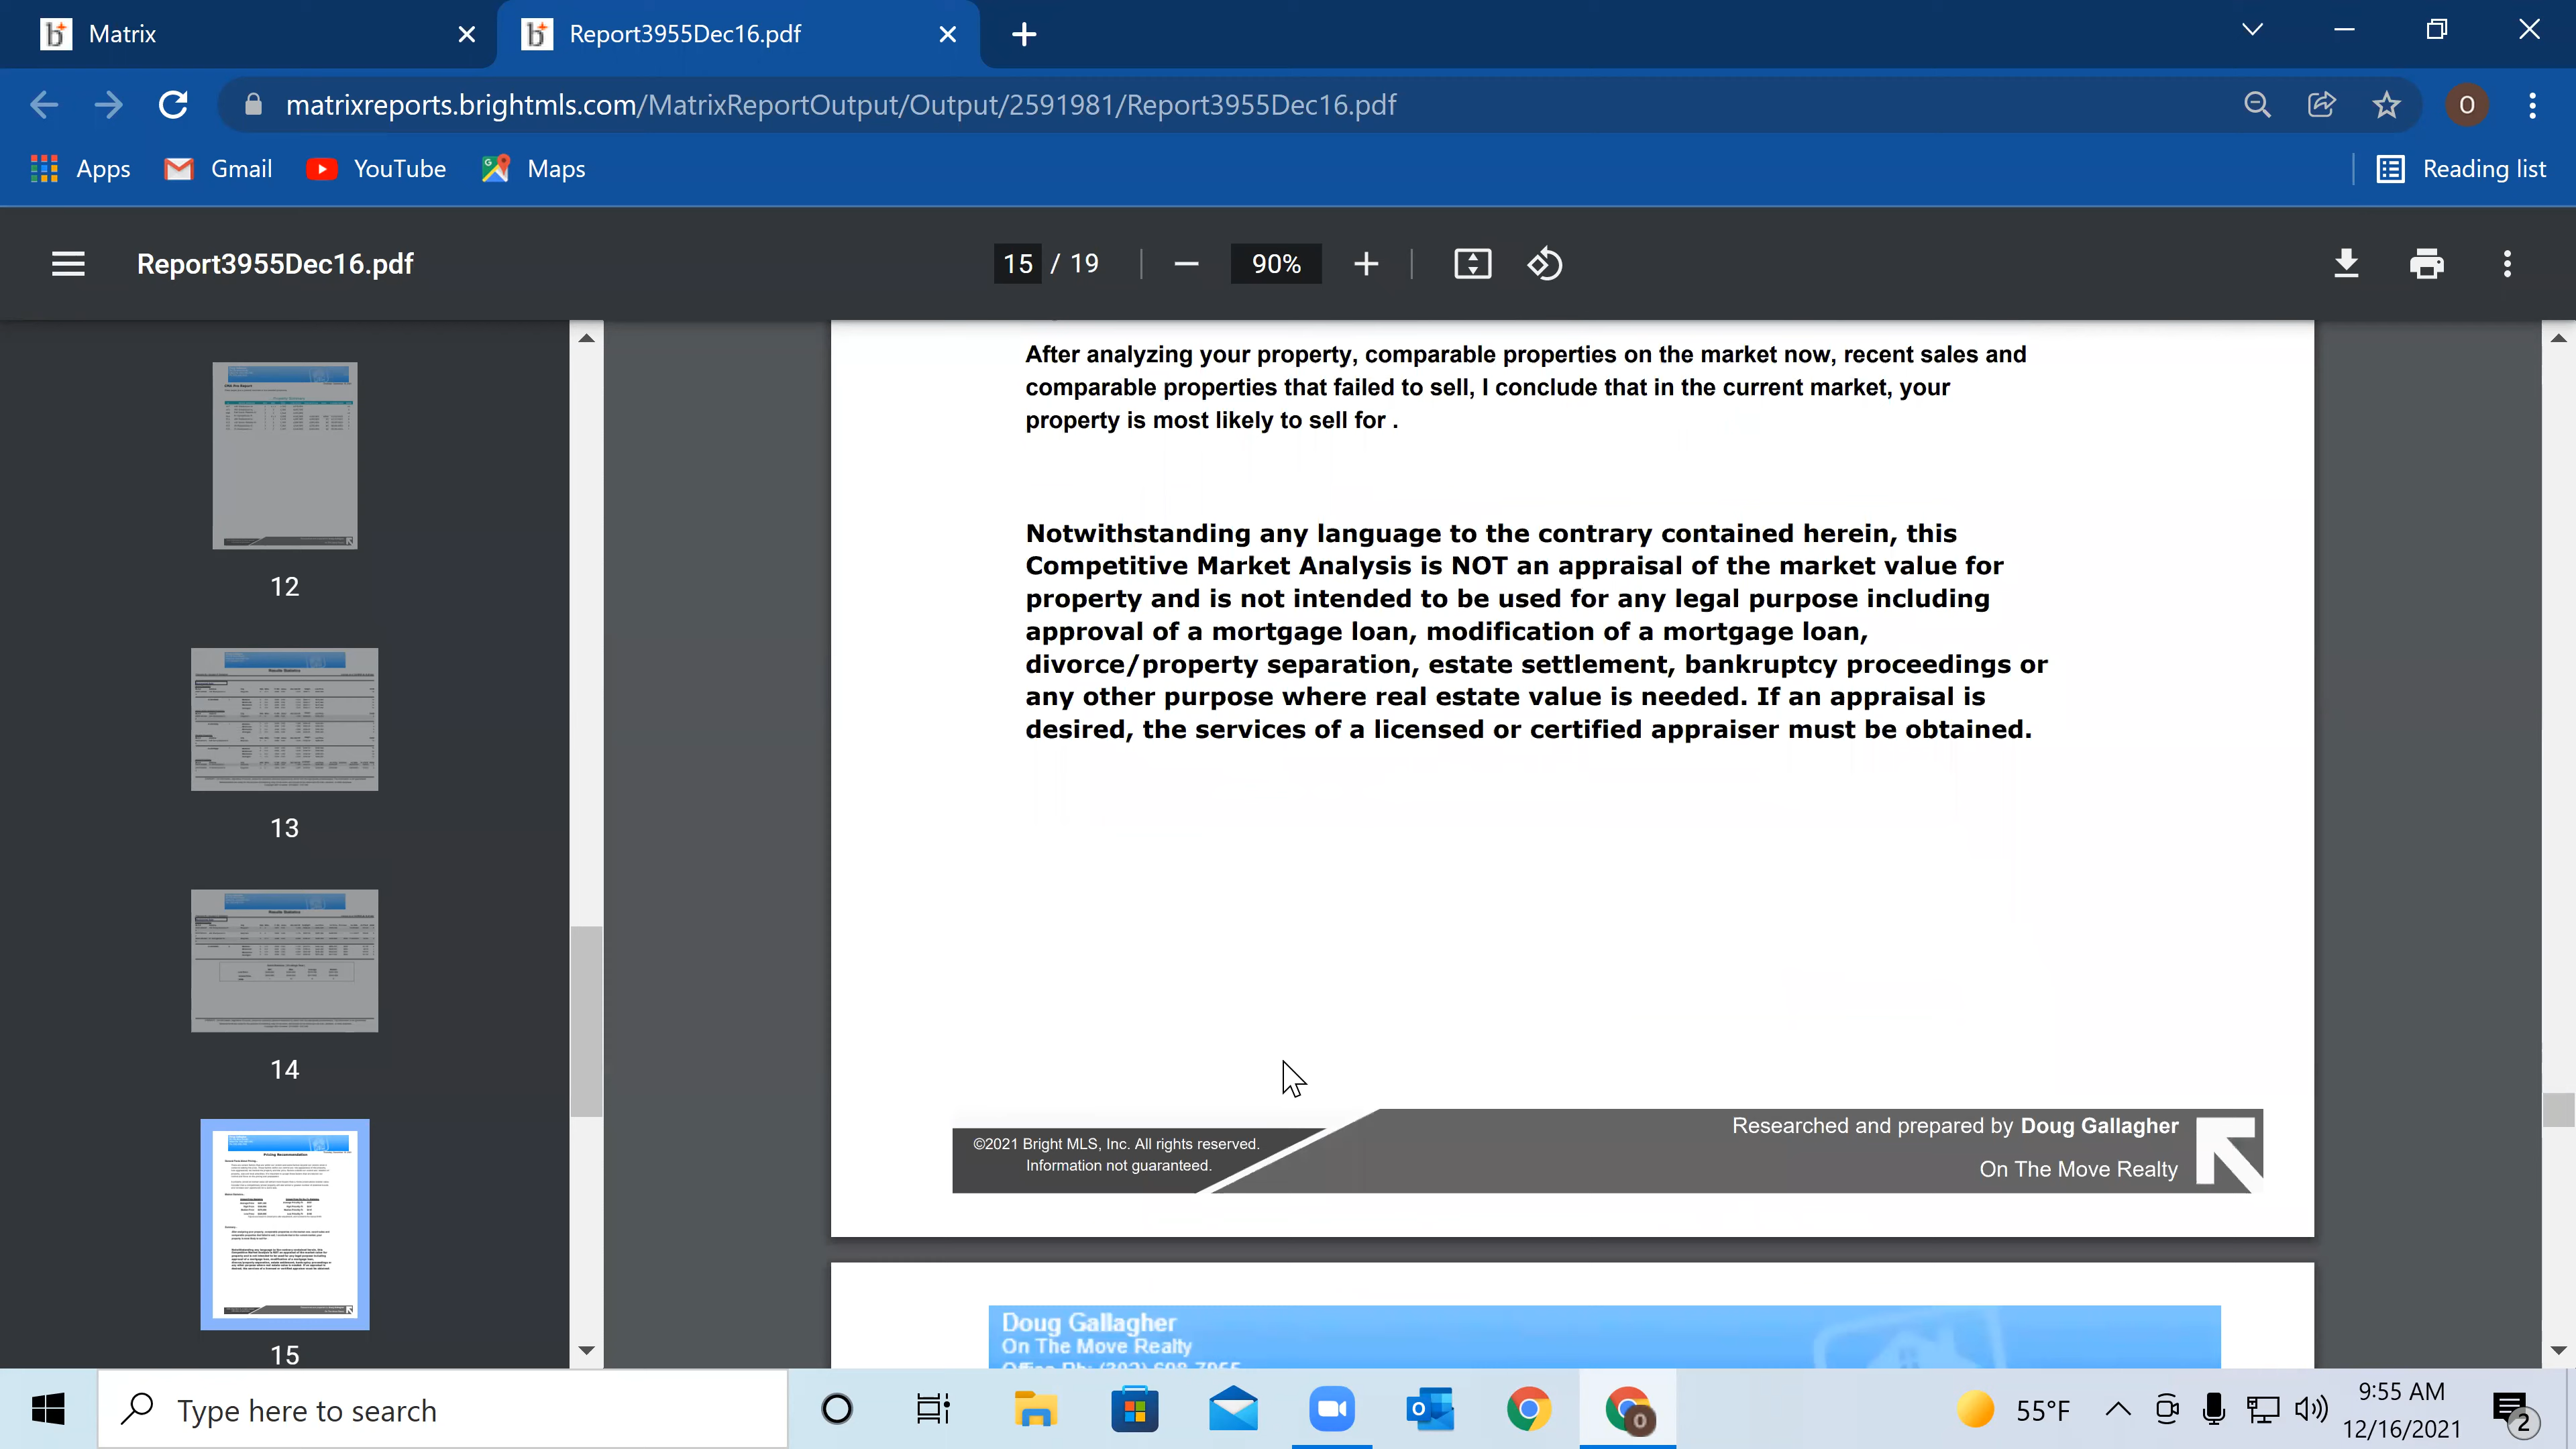 Matrix
Report3955Dec16.pdf
matrixreports.brightmls.com/MatrixReportOutput/Output/2591981/Report3955Dec16.pdf
O
Apps
Gmail
YouTube
Maps
Reading list
Report3955Dec16.pdf
15 / 19
90%
12
13
14
Pricing Recommendation
15
After analyzing your property, comparable properties on the market now, recent sales and
comparable properties that failed to sell, I conclude that in the current market, your
property is most likely to sell for .
Notwithstanding any language to the contrary contained herein, this
Competitive Market Analysis is NOT an appraisal of the market value for
property and is not intended to be used for any legal purpose including
approval of a mortgage loan, modification of a mortgage loan,
divorce/property separation, estate settlement, bankruptcy proceedings or
any other purpose where real estate value is needed. If an appraisal is
desired, the services of a licensed or certified appraiser must be obtained.
©2021 Bright MLS, Inc. All rights reserved.
Information not guaranteed.
Researched and prepared by Doug Gallagher
On The Move Realty
Doug Gallagher
On The Move Realty
Type here to search
55°F
9:55 AM
12/16/2021
2